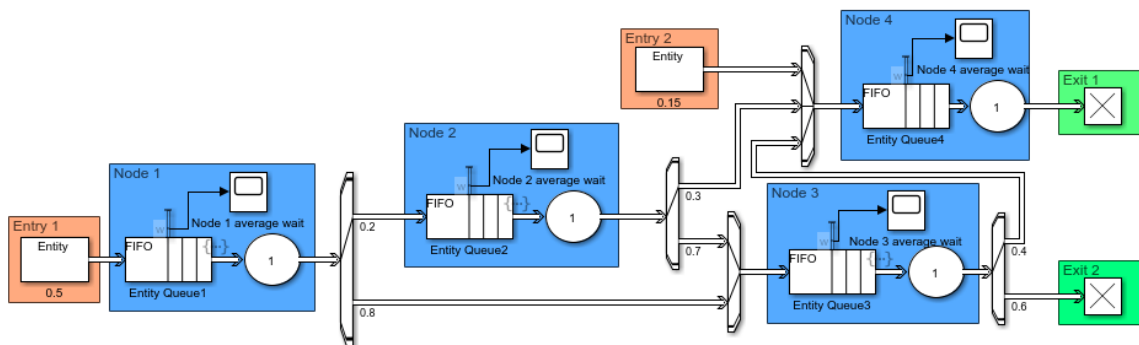 Node 4
Entry 2
Entity
0.15
W
Node 4 average wait
FIFO
1
Entity Queue4
Exit 1
Node 2
W
Node 2 average wait
FIFO
{...}
1
Entity Queue2
0.3
0.7
Node 1
W
Node 1 average wait
Entry 1
Entity
0.5
FIFO
{...}
1
Entity Queue1
0.2
0.8
Node 3
W
Node 3 average wait
FIFO
{...}
1
Entity Queue3
0.4
0.6
Exit 2